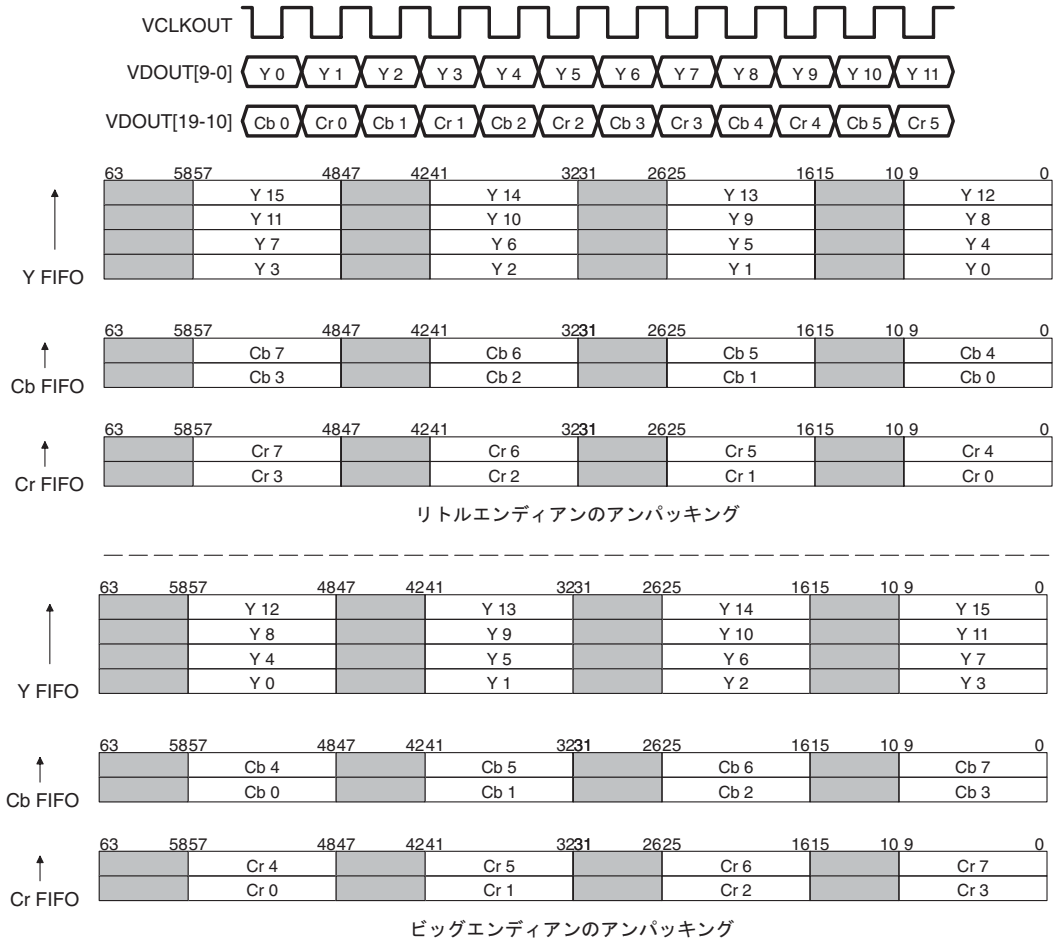 VCLKOUT
VDOUT[9-0] Y 0 Y 1 Y 2 Y 3 Y 4 Y 5 Y 6 Y 7 Y 8 Y 9 Y 10 Y 11
VDOUT[19-10] Cb 0 Cr 0 Cb 1 Cr 1 Cb 2 Cr 2 Cb 3 Cr 3 Cb 4 Cr 4 Cb 5 Cr 5
63 5857 4847 4241 3231 2625 1615 10 9 0
Y 15 Y 14 Y 13 Y 12
Y 11 Y 10 Y 9 Y 8
Y 7 Y 6 Y 5 Y 4
Y 3 Y 2 Y 1 Y 0
Y FIFO
63 5857 4847 4241 3231 2625 1615 10 9 0
Cb 7 Cb 6 Cb 5 Cb 4
Cb 3 Cb 2 Cb 1 Cb 0
Cb FIFO
63 5857 4847 4241 3231 2625 1615 10 9 0
Cr 7 Cr 6 Cr 5 Cr 4
Cr 3 Cr 2 Cr 1 Cr 0
Cr FIFO
リトルエンディアンのアンパッキング
63 5857 4847 4241 3231 2625 1615 10 9 0
Y 12 Y 13 Y 14 Y 15
Y 8 Y 9 Y 10 Y 11
Y 4 Y 5 Y 6 Y 7
Y 0 Y 1 Y 2 Y 3
Y FIFO
63 5857 4847 4241 3231 2625 1615 10 9 0
Cb 4 Cb 5 Cb 6 Cb 7
Cb 0 Cb 1 Cb 2 Cb 3
Cb FIFO
63 5857 4847 4241 3231 2625 1615 10 9 0
Cr 4 Cr 5 Cr 6 Cr 7
Cr 0 Cr 1 Cr 2 Cr 3
Cr FIFO
ビッグエンディアンのアンパッキング